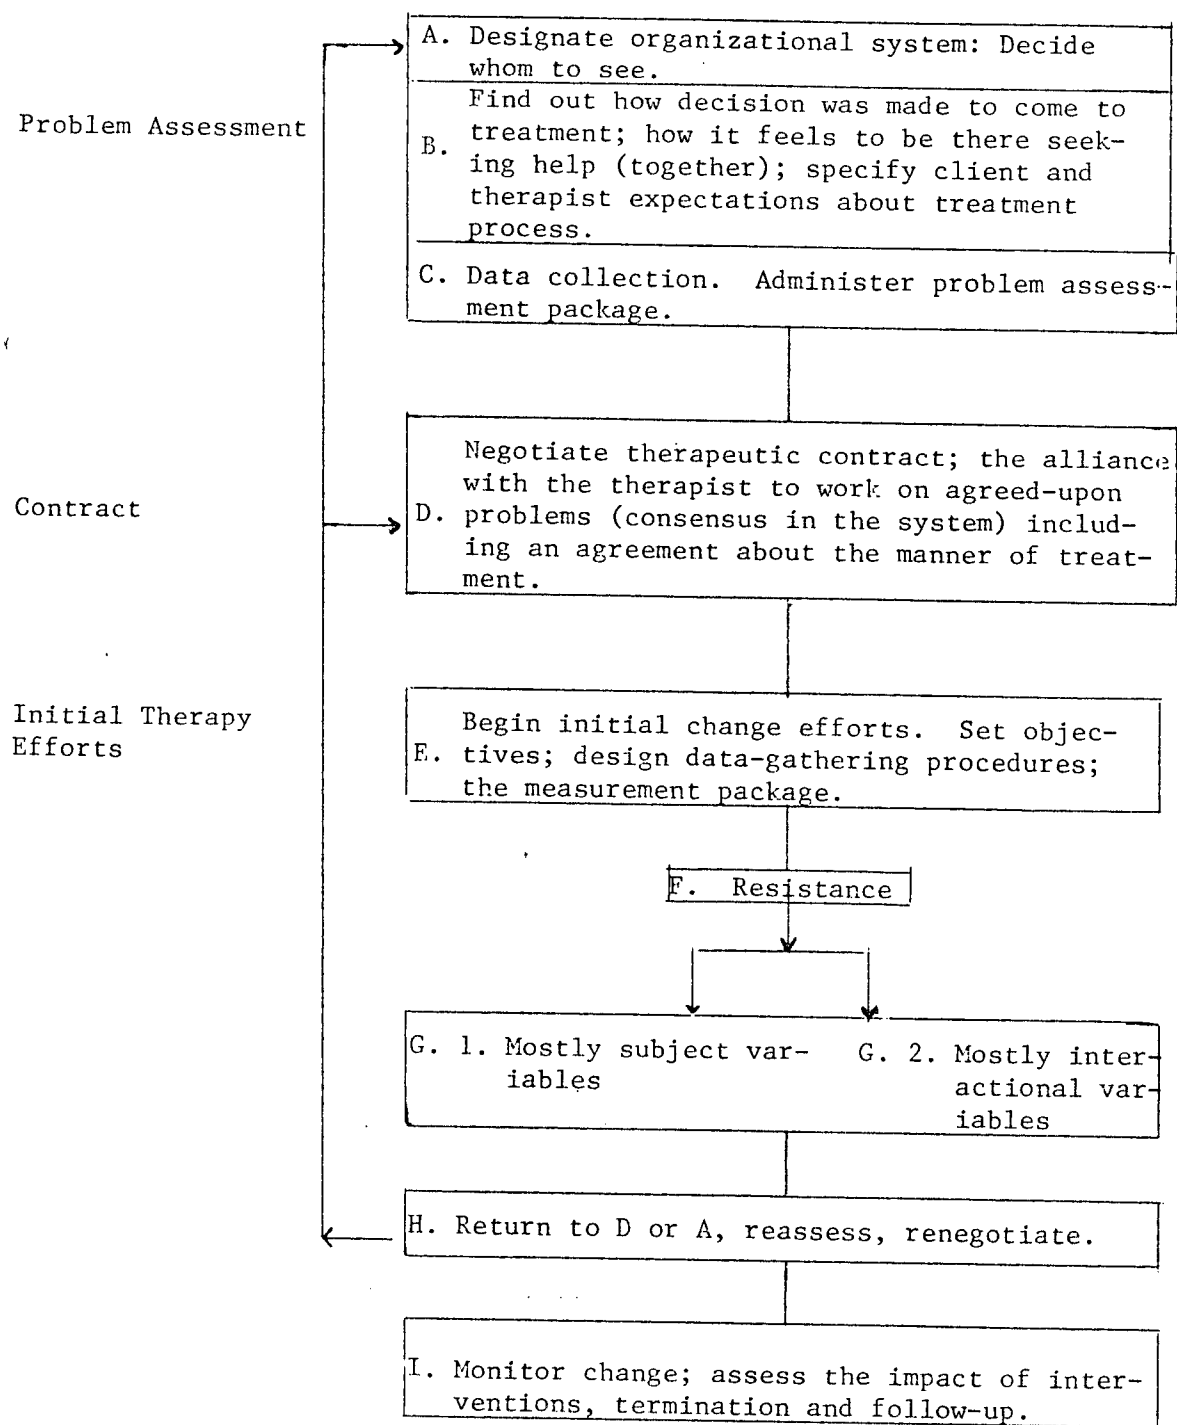 A. Designate organizational system: Decide
whom to see.
Problem Assessment
B. Find out how decision was made to come to
treatment; how it feels to be there seek-
ing help (together); specify client and
therapist expectations about treatment
process.
C. Data collection. Administer problem assess-
ment package.
Contract
D. Negotiate therapeutic contract; the alliance
with the therapist to work on agreed-upon
problems (consensus in the system) includ-
ing an agreement about the manner of treat-
ment.
Initial Therapy
Efforts
E. Begin initial change efforts. Set objec-
tives; design data-gathering procedures;
the measurement package.
F. Resistance
G. 1. Mostly subject var-
iables
G. 2. Mostly inter-
actional var-
iables
H. Return to D or A, reassess, renegotiate.
I. Monitor change; assess the impact of inter-
ventions, termination and follow-up.